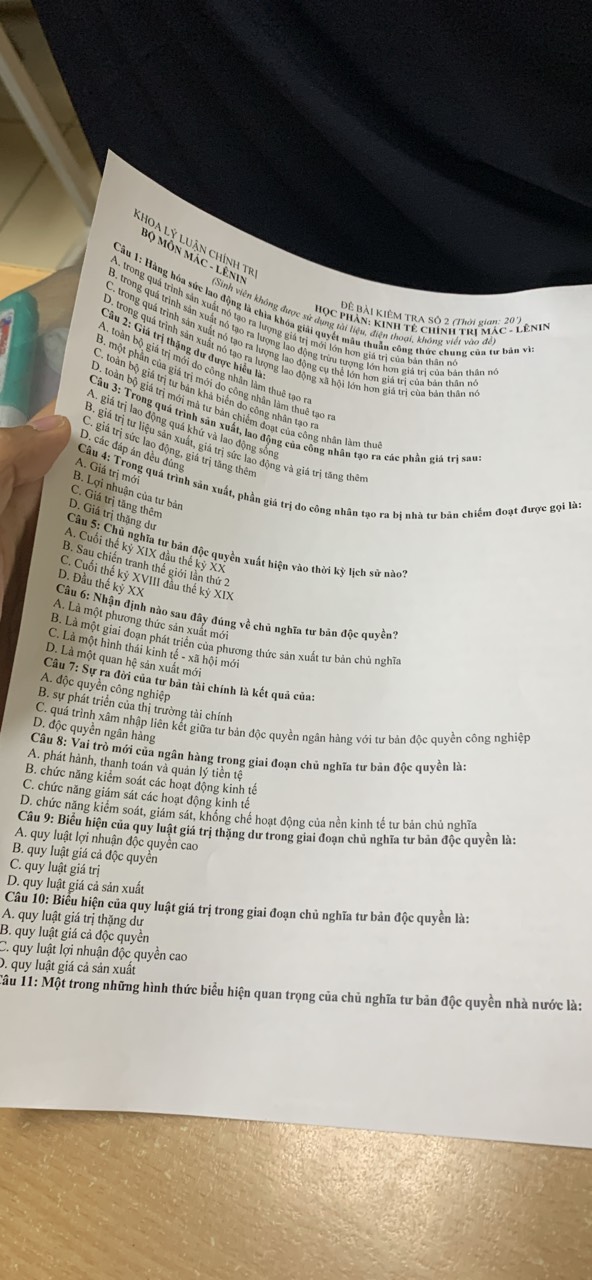 KHOA LÝ LUẬN CHÍNH TRỊ
BỘ MÔN MÁC - LÊNIN
ĐỀ BÀI KIỂM TRA SỐ 2 (Thời gian: 20')
HỌC PHẦN: KINH TẾ CHÍNH TRỊ MÁC - LÊNIN
(Sinh viên không được sử dụng tài liệu, điện thoại, không viết vào đề)
Câu 1: Hàng hóa sức lao động là chìa khóa giải quyết mâu thuẫn công thức chung của tư bản vì:
A. trong quá trình sản xuất nó tạo ra lượng giá trị mới lớn hơn giá trị của bản thân nó
B. trong quá trình sản xuất nó tạo ra lượng lao động trừu tượng lớn hơn giá trị của bản thân nó
C. trong quá trình sản xuất nó tạo ra lượng lao động cụ thể lớn hơn giá trị của bản thân nó
D. trong quá trình sản xuất nó tạo ra lượng lao động xã hội lớn hơn giá trị của bản thân nó
Câu 2: Giá trị thặng dư được hiểu là:
A. toàn bộ giá trị mới do công nhân làm thuê tạo ra
B. một phần của giá trị mới do công nhân làm thuê tạo ra
C. toàn bộ giá trị tư bản khả biến do công nhân tạo ra
D. toàn bộ giá trị mới mà tư bản chiếm đoạt của công nhân làm thuê
Câu 3: Trong quá trình sản xuất, lao động của công nhân tạo ra các phần giá trị sau:
A. giá trị lao động quá khứ và lao động sống
B. giá trị tư liệu sản xuất, giá trị sức lao động và giá trị tăng thêm
C. giá trị sức lao động, giá trị tăng thêm
D. các đáp án đều đúng
Câu 4: Trong quá trình sản xuất, phần giá trị do công nhân tạo ra bị nhà tư bản chiếm đoạt được gọi là:
A. Giá trị mới
B. Lợi nhuận của tư bản
C. Giá trị tăng thêm
D. Giá trị thặng dư
Câu 5: Chủ nghĩa tư bản độc quyền xuất hiện vào thời kỳ lịch sử nào?
A. Cuối thế kỷ XIX đầu thế kỷ XX
B. Sau chiến tranh thế giới lần thứ 2
C. Cuối thế kỷ XVIII đầu thế kỷ XIX
D. Đầu thế kỷ XX
Câu 6: Nhận định nào sau đây đúng về chủ nghĩa tư bản độc quyền?
A. Là một phương thức sản xuất mới
B. Là một giai đoạn phát triển của phương thức sản xuất tư bản chủ nghĩa
C. Là một hình thái kinh tế - xã hội mới
D. Là một quan hệ sản xuất mới
Câu 7: Sự ra đời của tư bản tài chính là kết quả của:
A. độc quyền công nghiệp
B. sự phát triển của thị trường tài chính
C. quá trình xâm nhập liên kết giữa tư bản độc quyền ngân hàng với tư bản độc quyền công nghiệp
D. độc quyền ngân hàng
Câu 8: Vai trò mới của ngân hàng trong giai đoạn chủ nghĩa tư bản độc quyền là:
A. phát hành, thanh toán và quản lý tiền tệ
B. chức năng kiểm soát các hoạt động kinh tế
C. chức năng giám sát các hoạt động kinh tế
D. chức năng kiểm soát, giám sát, khống chế hoạt động của nền kinh tế tư bản chủ nghĩa
Câu 9: Biểu hiện của quy luật giá trị thặng dư trong giai đoạn chủ nghĩa tư bản độc quyền là:
A. quy luật lợi nhuận độc quyền cao
B. quy luật giá cả độc quyền
C. quy luật giá trị
D. quy luật giá cả sản xuất
Câu 10: Biểu hiện của quy luật giá trị trong giai đoạn chủ nghĩa tư bản độc quyền là:
A. quy luật giá trị thặng dư
B. quy luật giá cả độc quyền
C. quy luật lợi nhuận độc quyền cao
D. quy luật giá cả sản xuất
Câu 11: Một trong những hình thức biểu hiện quan trọng của chủ nghĩa tư bản độc quyền nhà nước là: